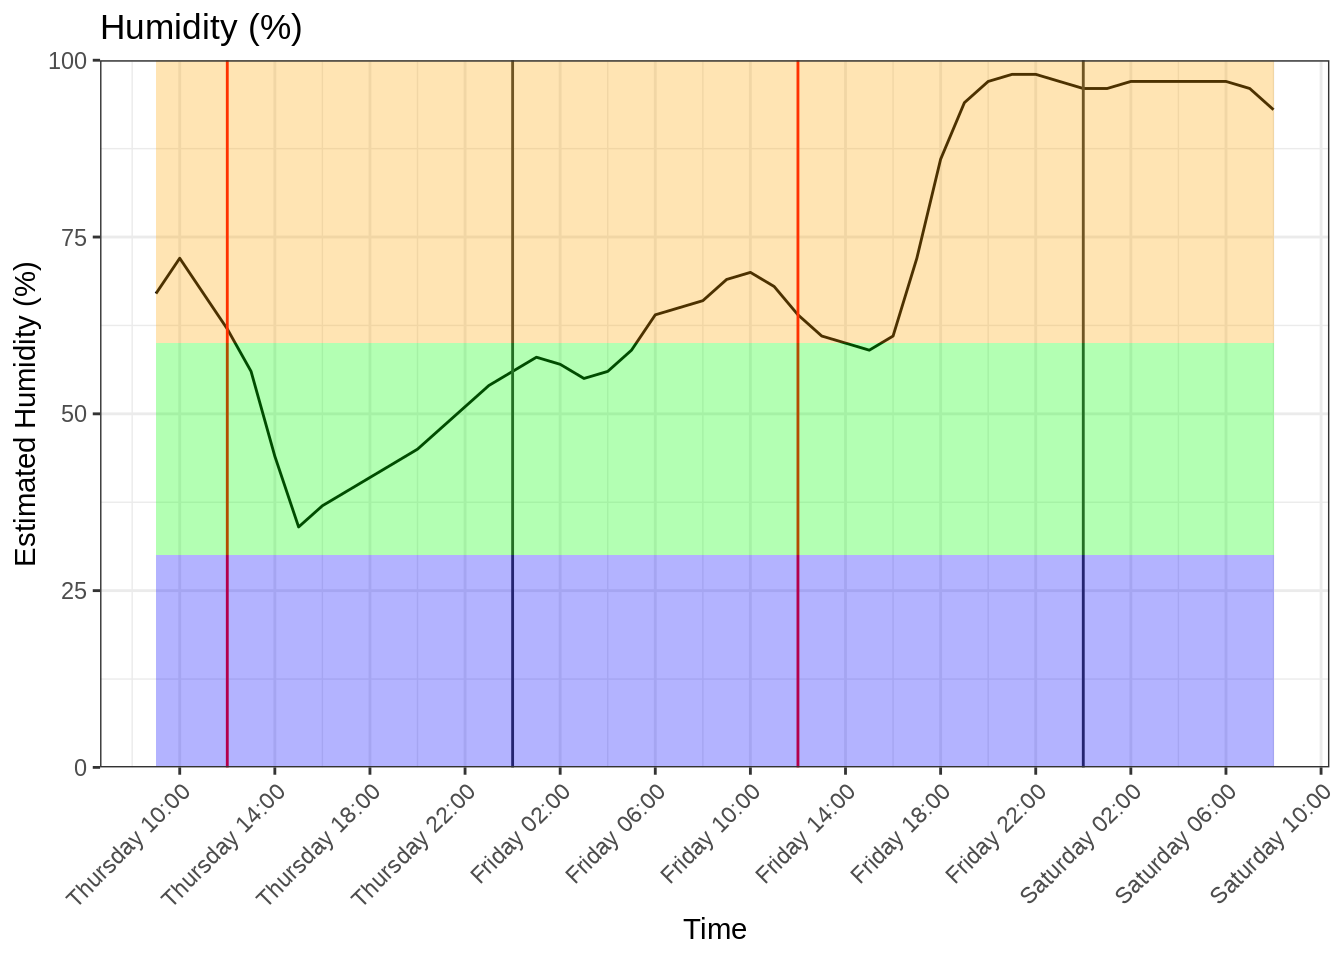 Humidity (%)
Estimated Humidity (%)
100
75
50
25
0
Thursday 10:00
Thursday 14:00
Thursday 18:00
Thursday 22:00
Friday 02:00
Friday 06:00
Friday 10:00
Friday 14:00
Friday 18:00
Friday 22:00
Saturday 02:00
Saturday 06:00
Saturday 10:00
Time